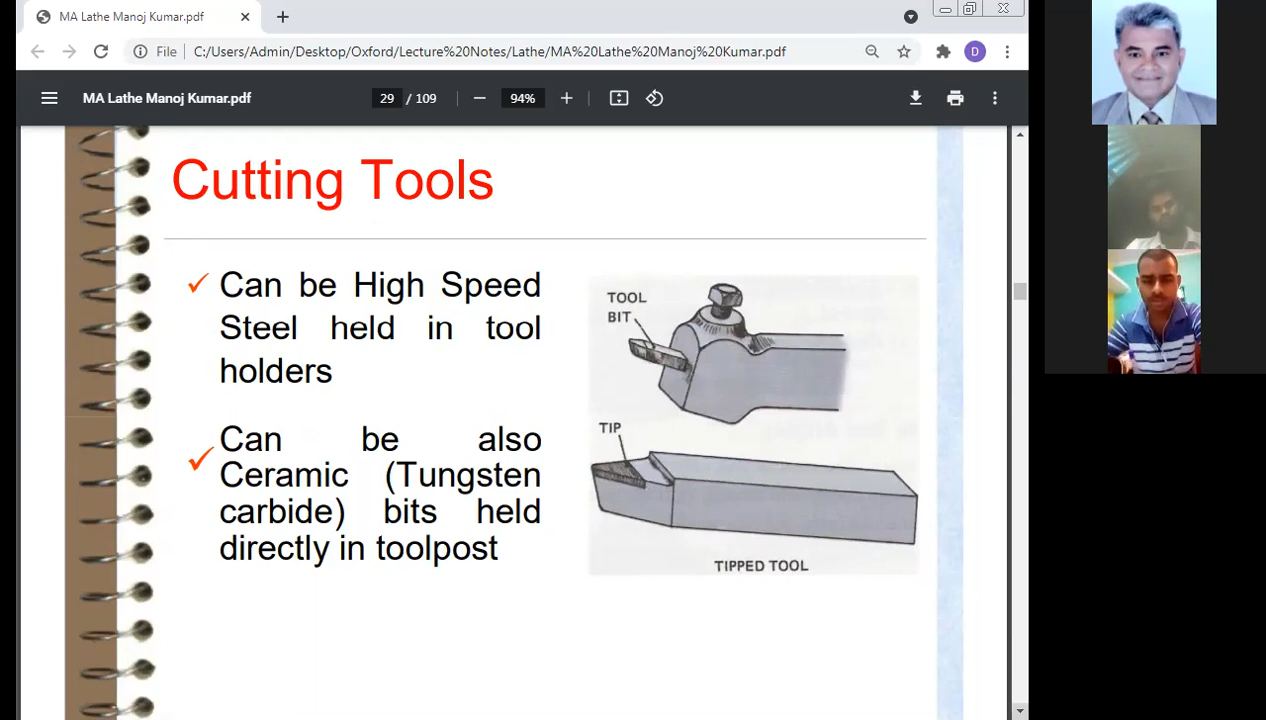 MA Lathe Manoj Kumar.pdf
File
C:/Users/Admin/Desktop/Oxford/Lecture%20Notes/Lathe/MA%20Lathe%20Manoj%20Kumar.pdf
D
MA Lathe Manoj Kumar.pdf
29 / 109
94%
Cutting Tools
Can be High Speed
Steel held in tool
holders
Can be also
Ceramic (Tungsten
carbide) bits held
directly in toolpost
TOOL
BIT
TIP
TIPPED TOOL